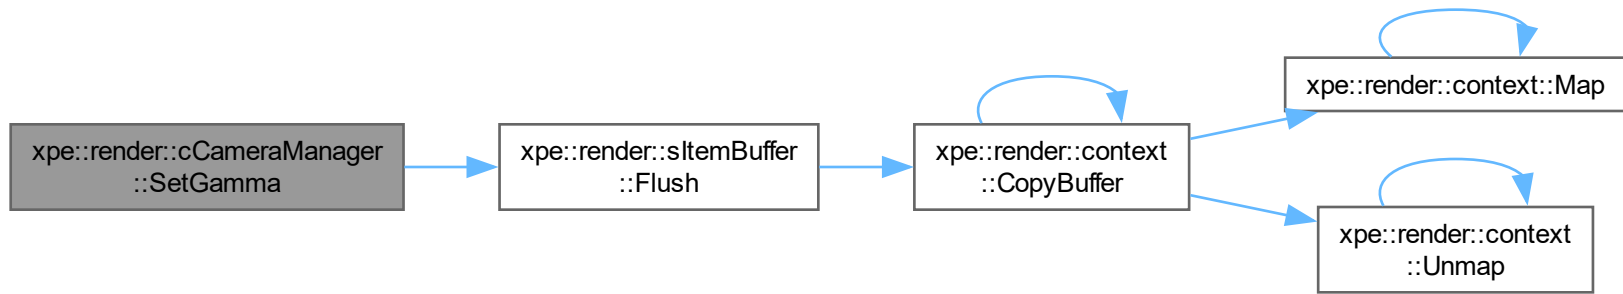 xpe::render::cCameraManager
::SetGamma
xpe::render::sItemBuffer
::Flush
xpe::render::context
::CopyBuffer
xpe::render::context::Map
xpe::render::context
::Unmap